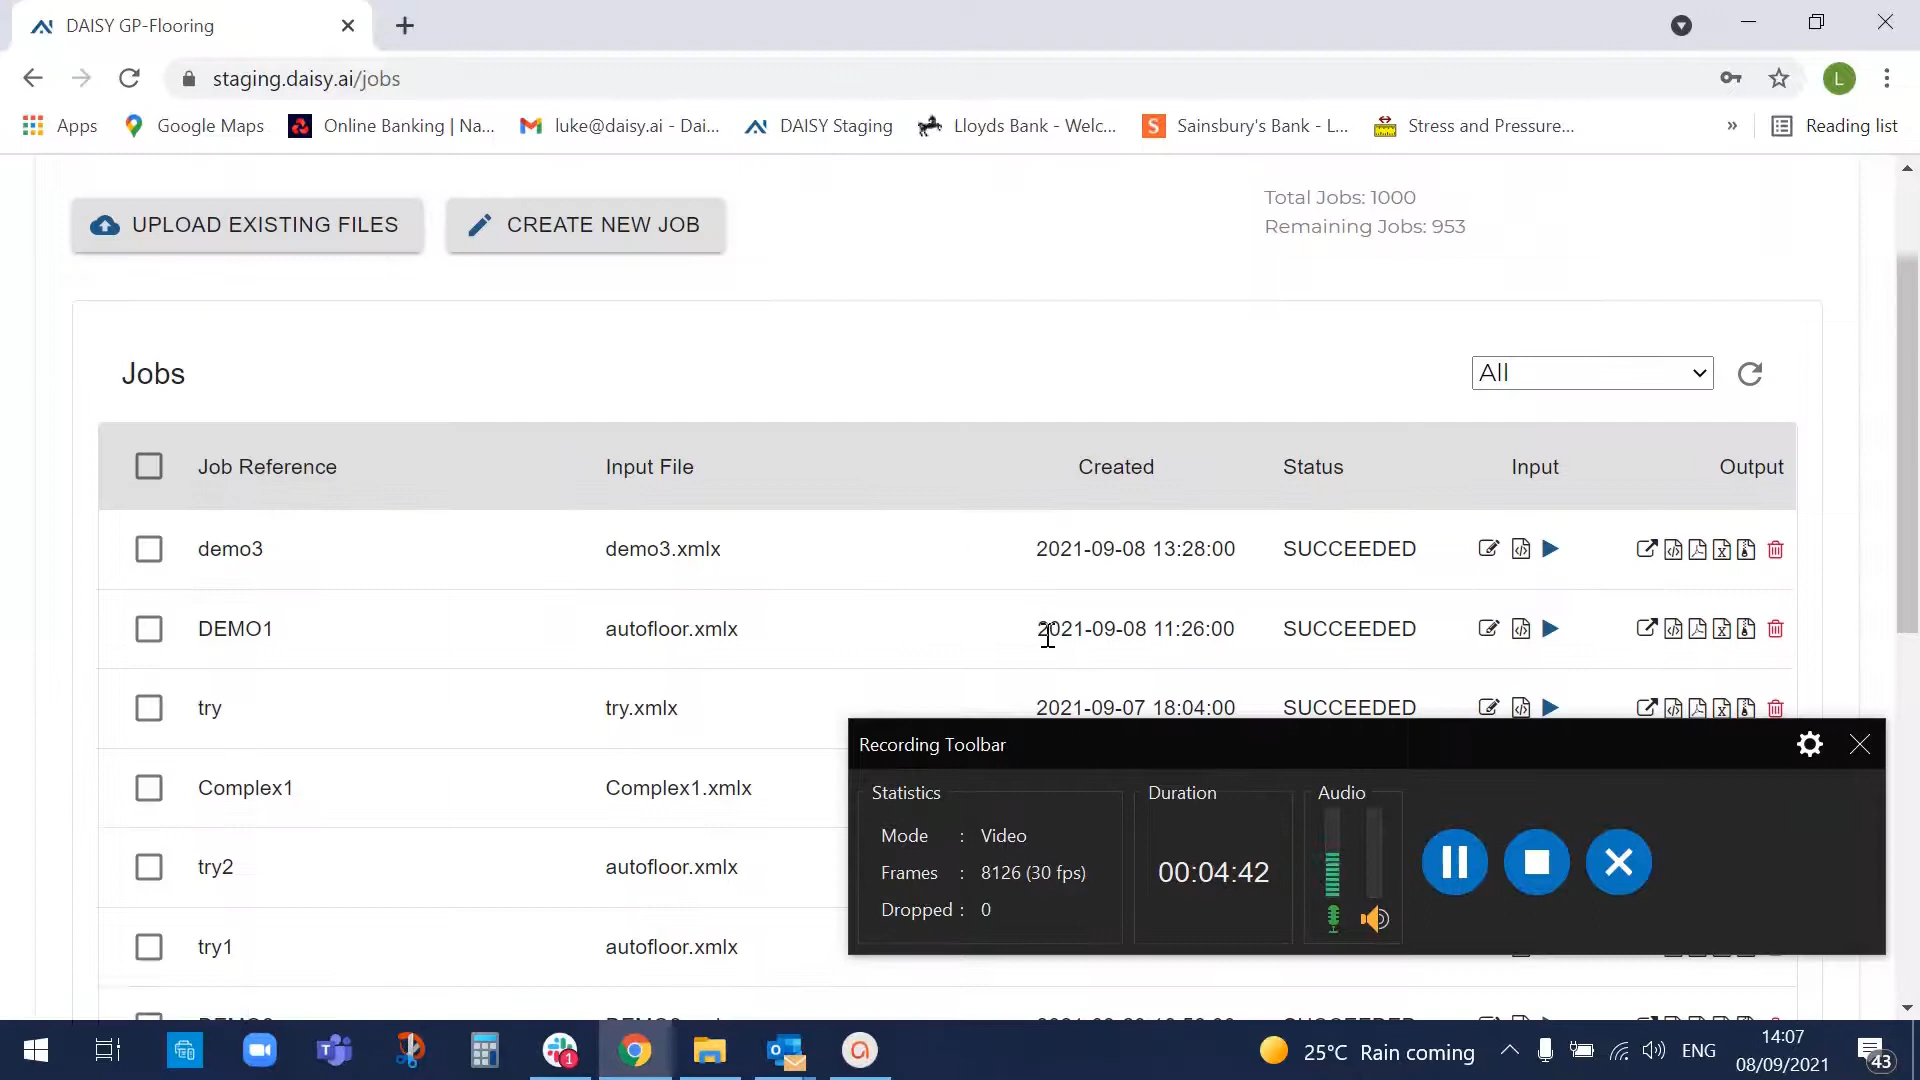 DAISY GP-Flooring
staging.daisy.ai/jobs
L
Apps
Google Maps
Online Banking | Na...
luke@daisy.ai - Dai...
DAISY Staging
Lloyds Bank - Welc...
S
Sainsbury's Bank - L...
Stress and Pressure...
»
Reading list
UPLOAD EXISTING FILES
CREATE NEW JOB
Total Jobs: 1000
Remaining Jobs: 953
Jobs
All
Job Reference Input File Created Status Input Output
demo3 demo3.xmlx 2021-09-08 13:28:00 SUCCEEDED
DEMO1 autofloor.xmlx 2021-09-08 11:26:00 SUCCEEDED
try try.xmlx 2021-09-07 18:04:00 SUCCEEDED
Complex1 Complex1.xmlx
try2 autofloor.xmlx
try1 autofloor.xmlx
Recording Toolbar
Statistics
Mode : Video
Frames : 8126 (30 fps)
Dropped : 0
Duration
00:04:42
Audio
1
25°C Rain coming
ENG
14:07
08/09/2021
43